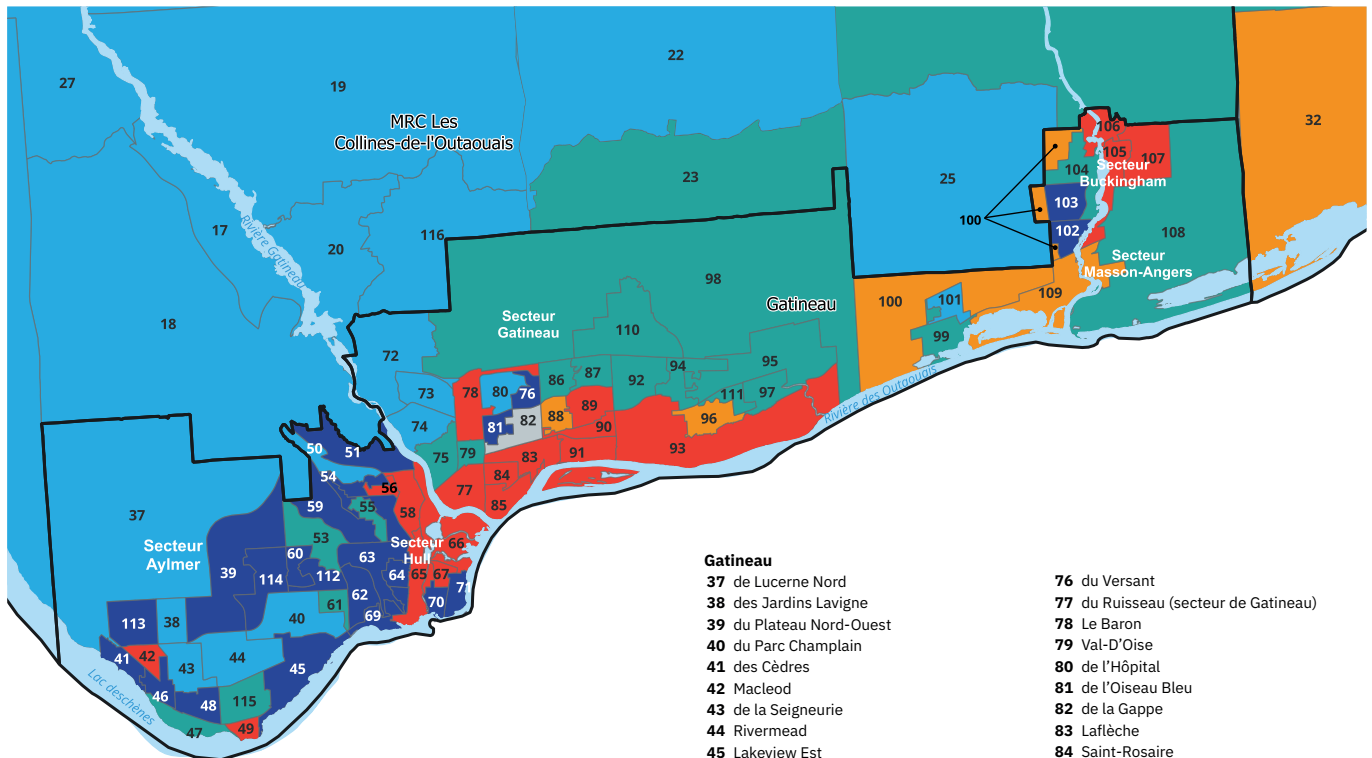 22
27
19
32
MRC Les
Collines-de-l'Outaouais
106
105
107
104
Secteur
Buckingham
23
25
103
100
102
17
Rivière Gatineau
20
116
108
Secteur
Masson-Angers
98
109
100
101
Gatineau
18
Secteur
Gatineau
110
99
72
95
94
87
86
92
73
78
80
76
111
97
89
88
96
Rivière des Outaouais
74
81
82
90
93
50
51
75
79
83
91
54
84
56
77
59
55
58
85
37
53
Secteur
Hull
66
Secteur
Aylmer
60
63
39
114
112
64
65
67
71
62
61
70
69
113
38
40
41
42
43
44
45
46
48
115
Lac deschênes
47
49
Gatineau
37 de Lucerne Nord
38 des Jardins Lavigne
39 du Plateau Nord-Ouest
40 du Parc Champlain
41 des Cèdres
42 Macleod
43 de la Seigneurie
44 Rivermead
45 Lakeview Est
76 du Versant
77 du Ruisseau (secteur de Gatineau)
78 Le Baron
79 Val-D'Oise
80 de l'Hôpital
81 de l'Oiseau Bleu
82 de la Gappe
83 Laflèche
84 Saint-Rosaire